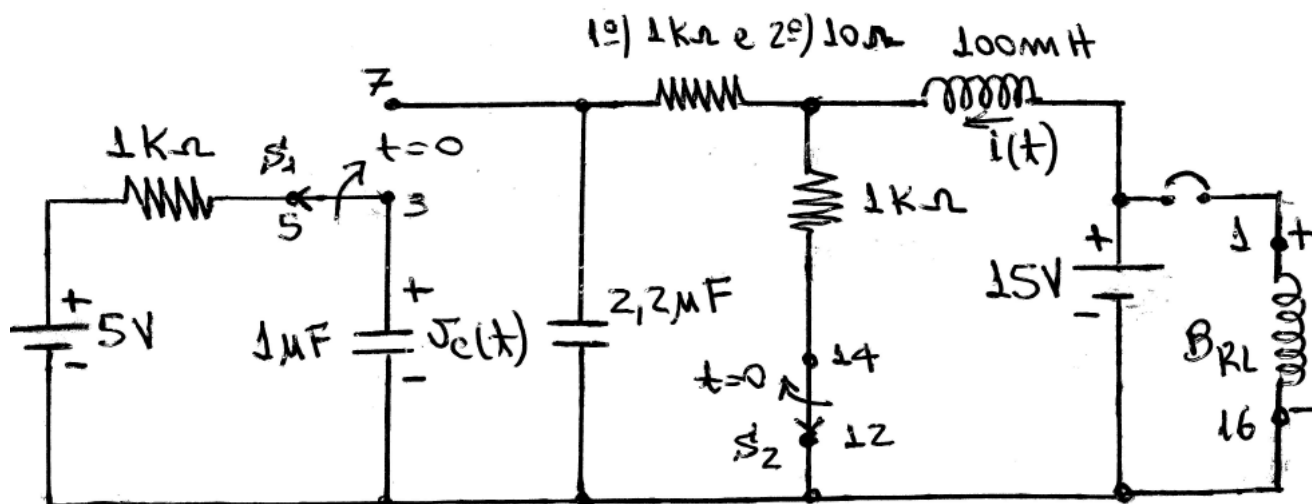 1º) 1KΩ e 2º) 10Ω
100mH
7
i(t)
1KΩ
S1
t=0
5
3
1KΩ
1
+
+
15V
-
+
5V
-
1µF
+
vc(t)
-
2,2µF
14
t=0
S2
12
BRL
16
-